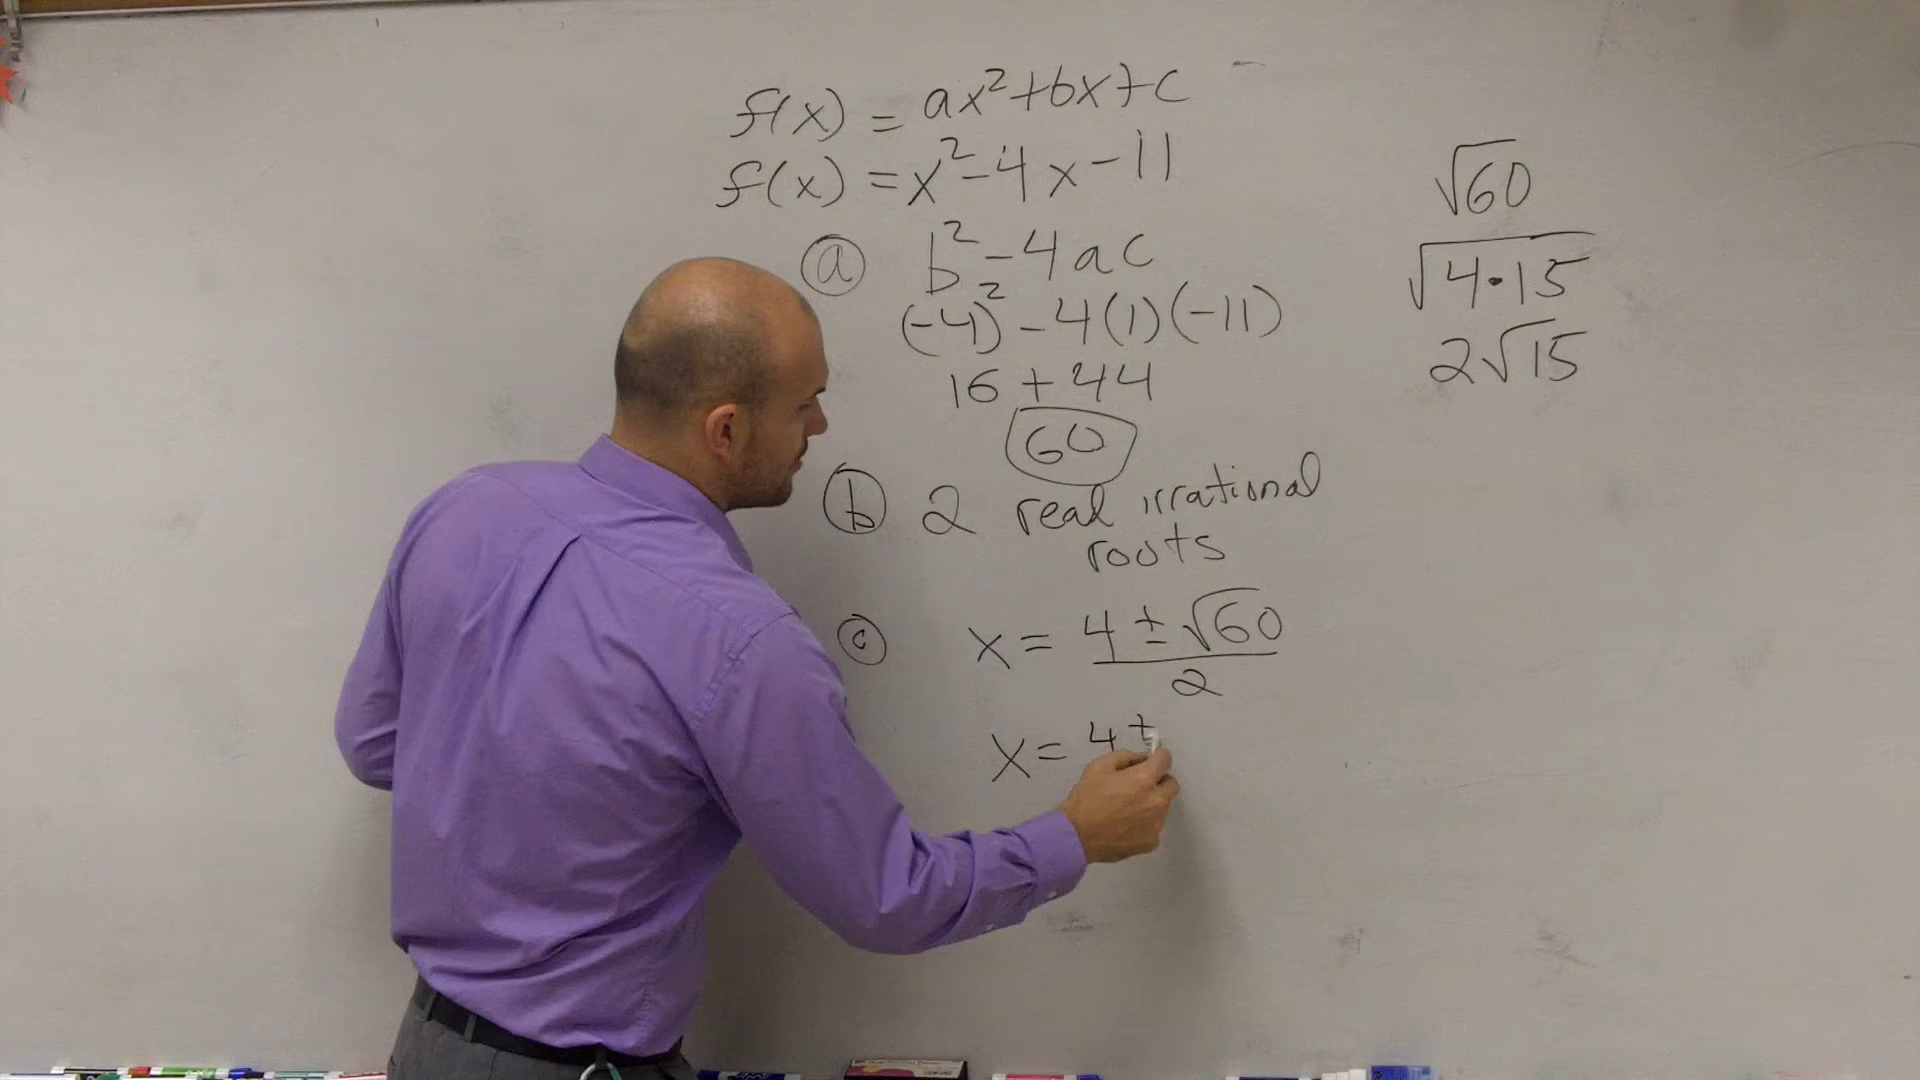 f(x) = ax²+bx+c
f(x) = x²-4x-11
ⓐ b²-4ac
(-4)² - 4(1)(-11)
16 + 44
60
ⓑ 2 real irrational
roots
ⓒ x = 4 ± √60
2
x = 4 ±
√60
√4·15
2√15